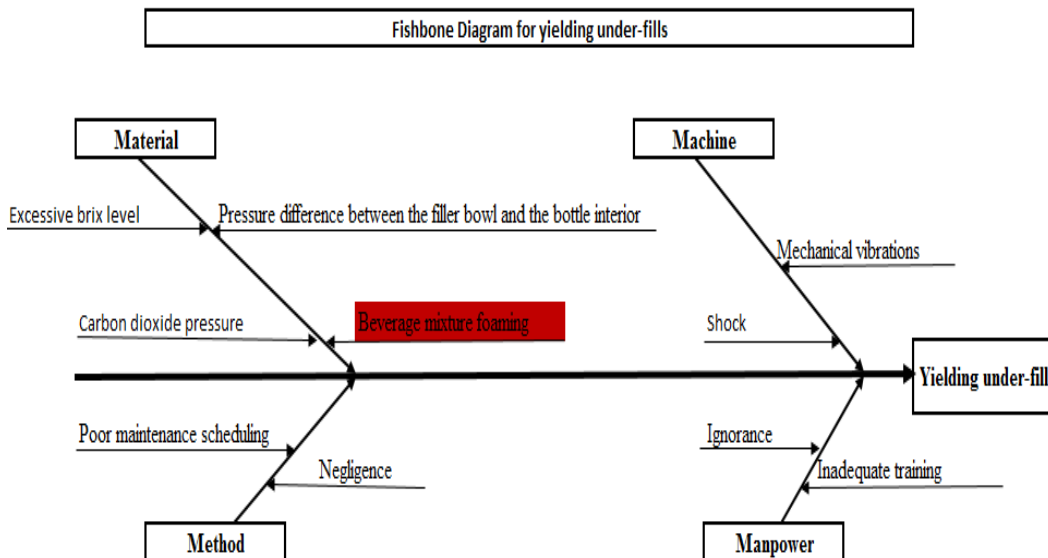 Fishbone Diagram for yielding under-fills
Material
Machine
Excessive brix level
Pressure difference between the filler bowl and the bottle interior
Mechanical vibrations
Carbon dioxide pressure
Beverage mixture foaming
Shock
Yielding under-fill
Poor maintenance scheduling
Ignorance
Negligence
Inadequate training
Method
Manpower